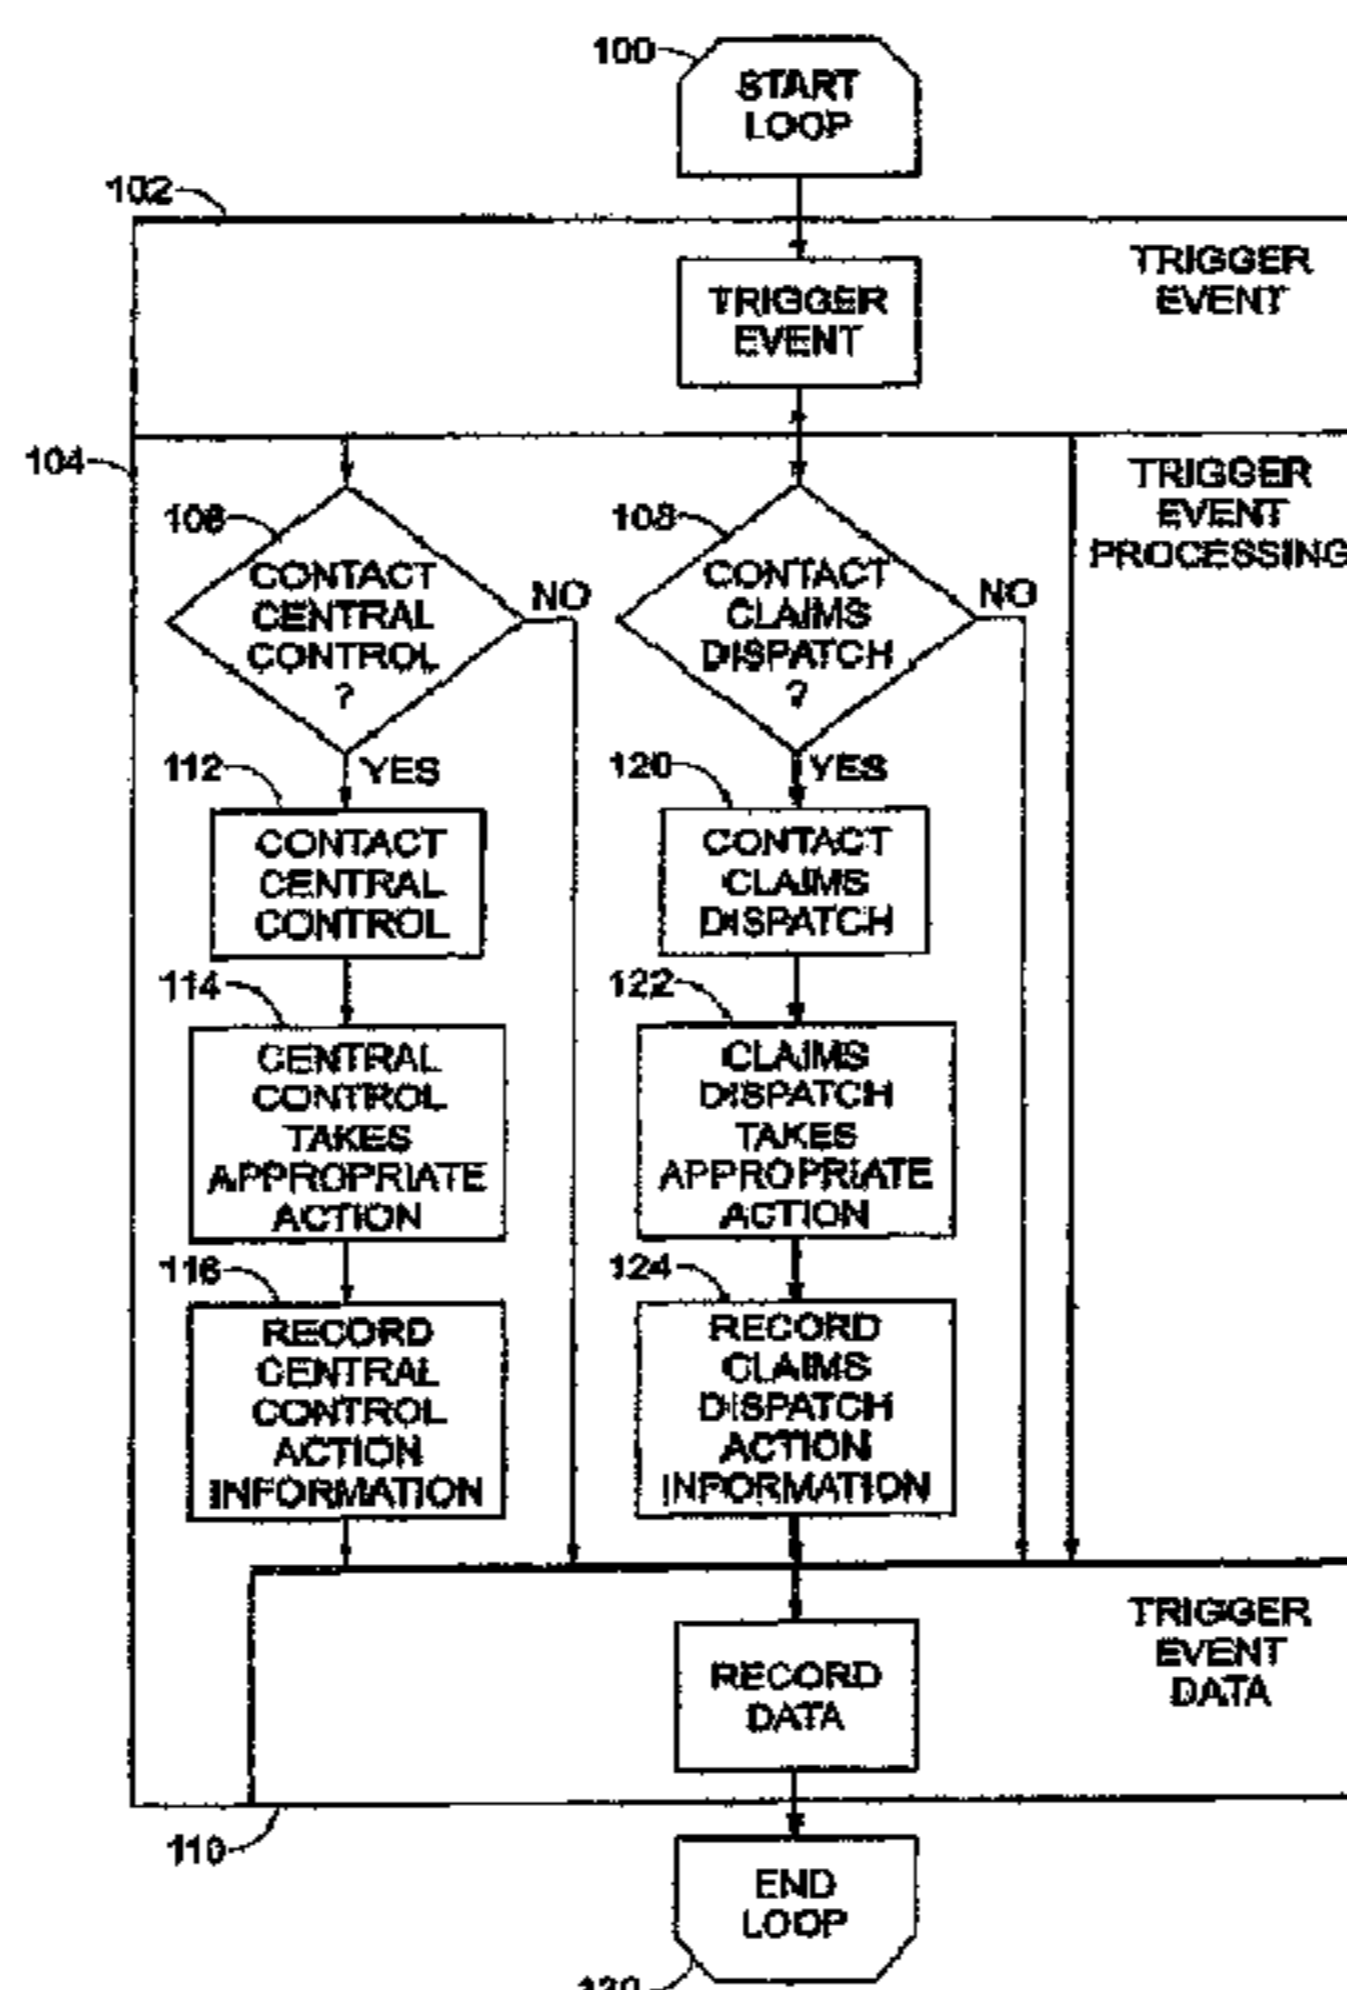 100
START
LOOP
102
TRIGGER
EVENT
TRIGGER
EVENT
104
TRIGGER
EVENT
PROCESSING
106
CONTACT
CENTRAL
CONTROL
?
NO
YES
108
CONTACT
CLAIMS
DISPATCH
?
NO
YES
112
CONTACT
CENTRAL
CONTROL
120
CONTACT
CLAIMS
DISPATCH
114
CENTRAL
CONTROL
TAKES
APPROPRIATE
ACTION
122
CLAIMS
DISPATCH
TAKES
APPROPRIATE
ACTION
116
RECORD
CENTRAL
CONTROL
ACTION
INFORMATION
124
RECORD
CLAIMS
DISPATCH
ACTION
INFORMATION
TRIGGER
EVENT
DATA
RECORD
DATA
110
END
LOOP